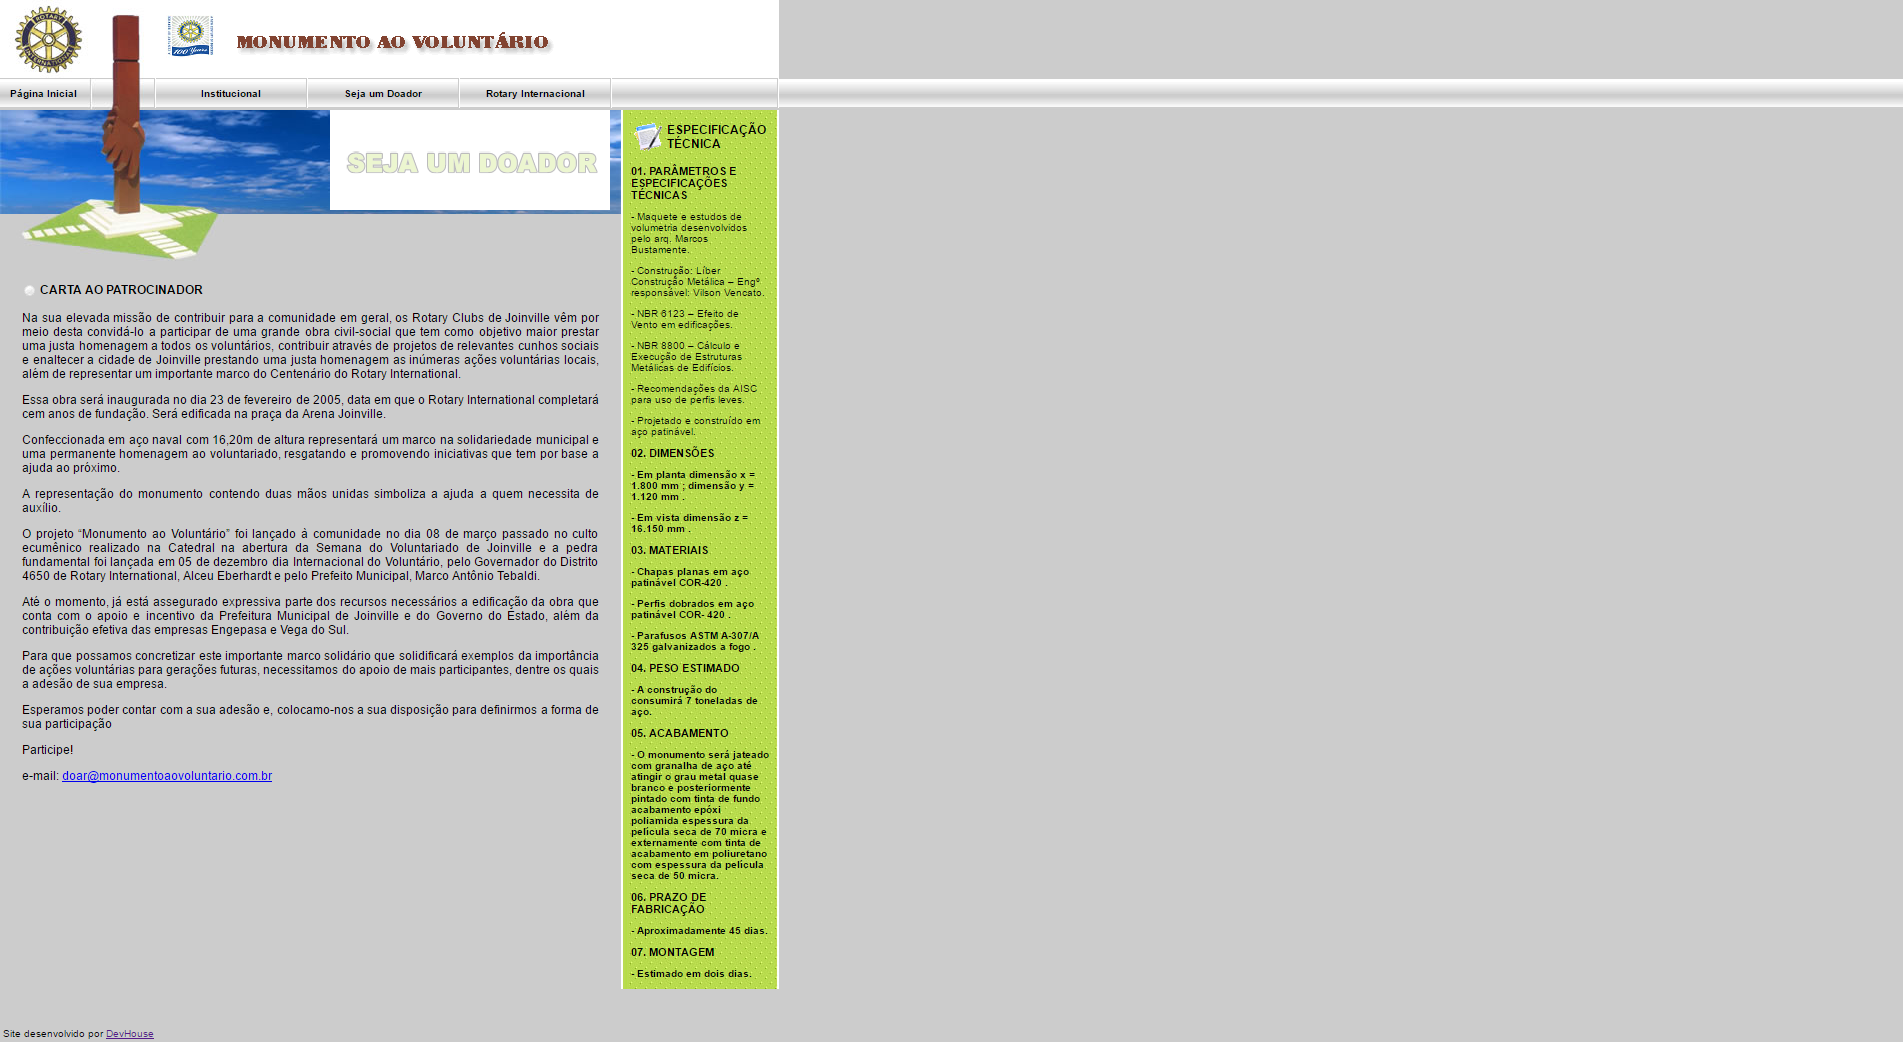 ROTARY
INTERNATIONAL
100 Years
MONUMENTO AO VOLUNTÁRIO
Página Inicial
Institucional
Seja um Doador
Rotary Internacional
SEJA UM DOADOR
CARTA AO PATROCINADOR
Na sua elevada missão de contribuir para a comunidade em geral, os Rotary Clubs de Joinville vêm por
meio desta convidá-lo a participar de uma grande obra civil-social que tem como objetivo maior prestar
uma justa homenagem a todos os voluntários, contribuir através de projetos de relevantes cunhos sociais
e enaltecer a cidade de Joinville prestando uma justa homenagem as inúmeras ações voluntárias locais,
além de representar um importante marco do Centenário do Rotary International.
Essa obra será inaugurada no dia 23 de fevereiro de 2005, data em que o Rotary International completará
cem anos de fundação. Será edificada na praça da Arena Joinville.
Confeccionada em aço naval com 16,20m de altura representará um marco na solidariedade municipal e
uma permanente homenagem ao voluntariado, resgatando e promovendo iniciativas que tem por base a
ajuda ao próximo.
A representação do monumento contendo duas mãos unidas simboliza a ajuda a quem necessita de
auxílio.
O projeto “Monumento ao Voluntário” foi lançado à comunidade no dia 08 de março passado no culto
ecumênico realizado na Catedral na abertura da Semana do Voluntariado de Joinville e a pedra
fundamental foi lançada em 05 de dezembro dia Internacional do Voluntário, pelo Governador do Distrito
4650 de Rotary International, Alceu Eberhardt e pelo Prefeito Municipal, Marco Antônio Tebaldi.
Até o momento, já está assegurado expressiva parte dos recursos necessários a edificação da obra que
conta com o apoio e incentivo da Prefeitura Municipal de Joinville e do Governo do Estado, além da
contribuição efetiva das empresas Engepasa e Vega do Sul.
Para que possamos concretizar este importante marco solidário que solidificará exemplos da importância
de ações voluntárias para gerações futuras, necessitamos do apoio de mais participantes, dentre os quais
a adesão de sua empresa.
Esperamos poder contar com a sua adesão e, colocamo-nos a sua disposição para definirmos a forma de
sua participação
Participe!
e-mail: doar@monumentoaovoluntario.com.br
ESPECIFICAÇÃO
TÉCNICA
01. PARÂMETROS E
ESPECIFICAÇÕES
TÉCNICAS
- Maquete e estudos de
volumetria desenvolvidos
pelo arq. Marcos
Bustamente.
- Construção: Líber
Construção Metálica – Engº
responsável: Vilson Vencato.
- NBR 6123 – Efeito de
Vento em edificações.
- NBR 8800 – Cálculo e
Execução de Estruturas
Metálicas de Edifícios.
- Recomendações da AISC
para uso de perfis leves.
- Projetado e construído em
aço patinável.
02. DIMENSÕES
- Em planta dimensão x =
1.800 mm ; dimensão y =
1.120 mm .
- Em vista dimensão z =
16.150 mm .
03. MATERIAIS
- Chapas planas em aço
patinável COR-420 .
- Perfis dobrados em aço
patinável COR- 420 .
- Parafusos ASTM A-307/A
325 galvanizados a fogo .
04. PESO ESTIMADO
- A construção do
consumirá 7 toneladas de
aço.
05. ACABAMENTO
- O monumento será jateado
com granalha de aço até
atingir o grau metal quase
branco e posteriormente
pintado com tinta de fundo
acabamento epóxi
poliamida espessura da
película seca de 70 micra e
externamente com tinta de
acabamento em poliuretano
com espessura da película
seca de 50 micra.
06. PRAZO DE
FABRICAÇÃO
- Aproximadamente 45 dias.
07. MONTAGEM
- Estimado em dois dias.
Site desenvolvido por DevHouse